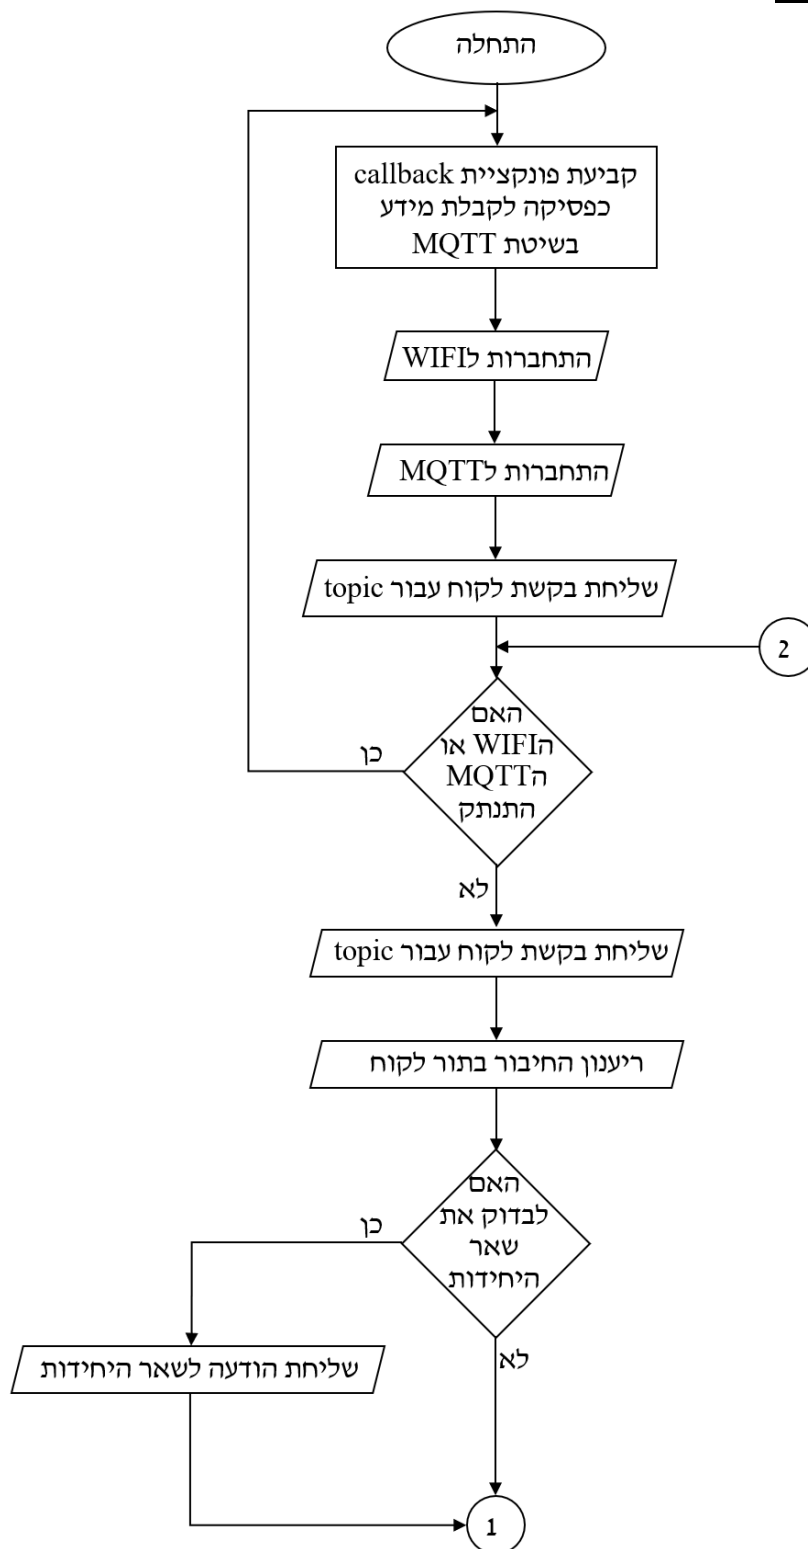 התחלה
קביעת פונקציית callback
כפסיקה לקבלת מידע
בשיטת MQTT
התחברות לWIFI
התחברות לMQTT
שליחת בקשת לקוח עבור topic
2
האם
הWIFI או
הMQTT
התנתק
כן
לא
שליחת בקשת לקוח עבור topic
ריענון החיבור בתור לקוח
האם
לבדוק את
שאר
היחידות
כן
לא
שליחת הודעה לשאר היחידות
1